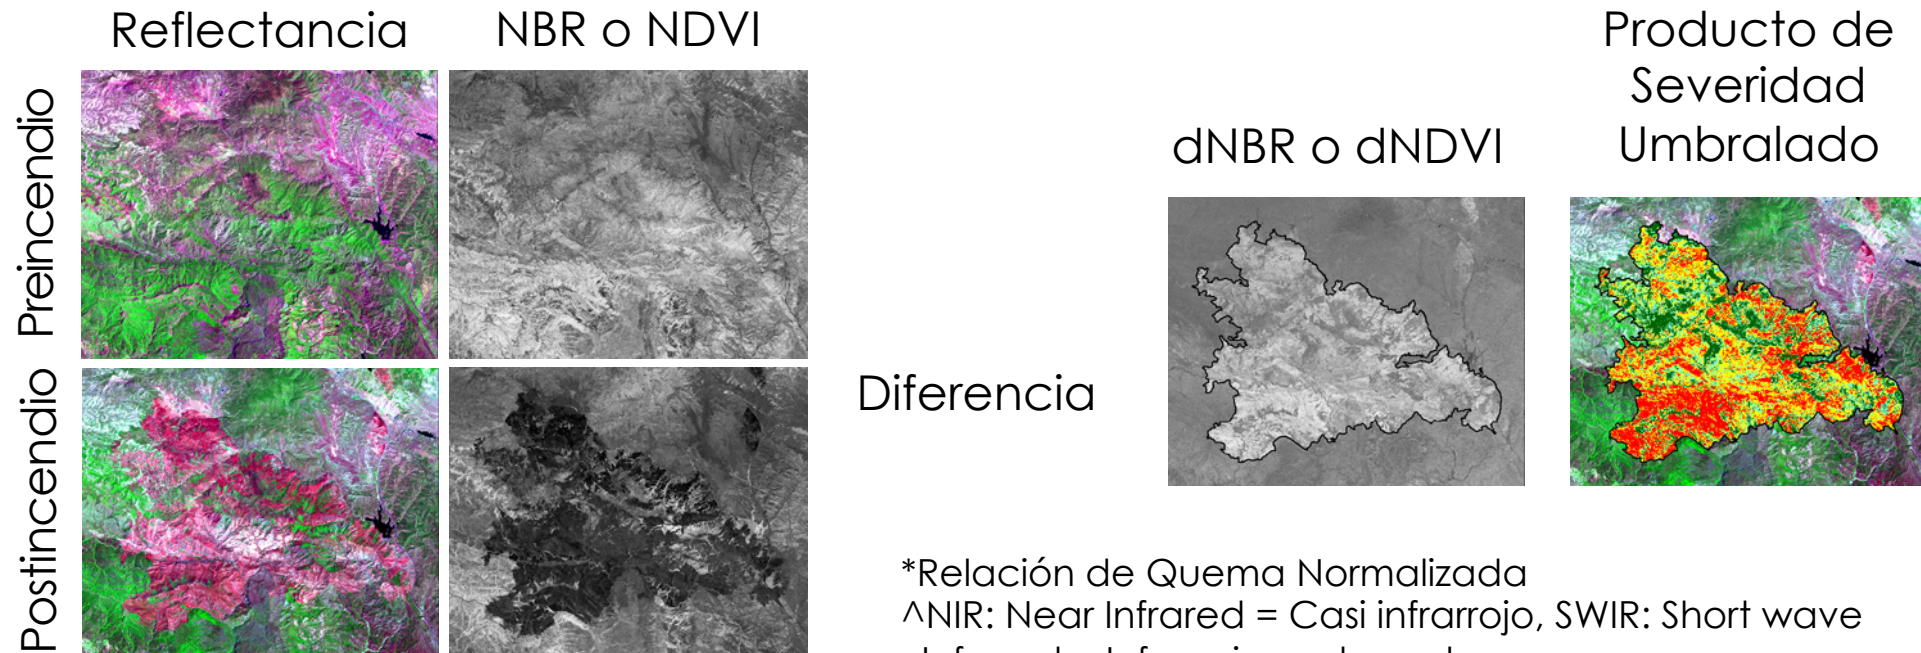 Reflectancia
NBR o NDVI
Producto de
Severidad
Umbralado
dNBR o dNDVI
Preincendio
Postincendio
Diferencia
*Relación de Quema Normalizada
^NIR: Near Infrared = Casi infrarrojo, SWIR: Short wave